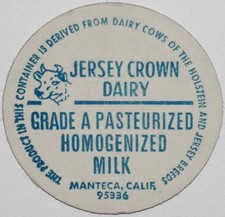 THE PRODUCT IN THIS CONTAINER IS DERIVED FROM DAIRY COWS OF THE HOLSTEIN AND JERSEY BREEDS
JERSEY CROWN
DAIRY
GRADE A PASTEURIZED
HOMOGENIZED
MILK
MANTECA, CALIF.
95336